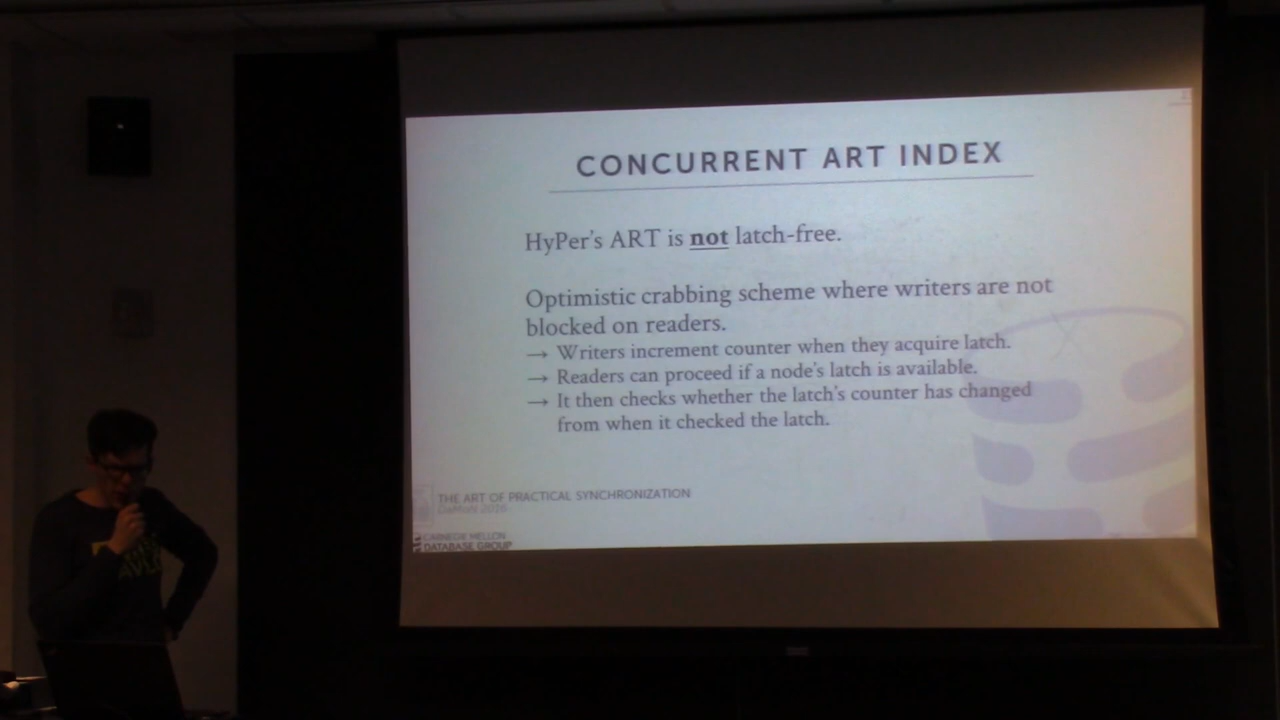 CONCURRENT ART INDEX
HyPer's ART is not latch-free.
Optimistic crabbing scheme where writers are not
blocked on readers.
→ Writers increment counter when they acquire latch.
→ Readers can proceed if a node's latch is available.
→ It then checks whether the latch's counter has changed
from when it checked the latch.
THE ART OF PRACTICAL SYNCHRONIZATION
DaMoN 2016
CARNEGIE MELLON
DATABASE GROUP